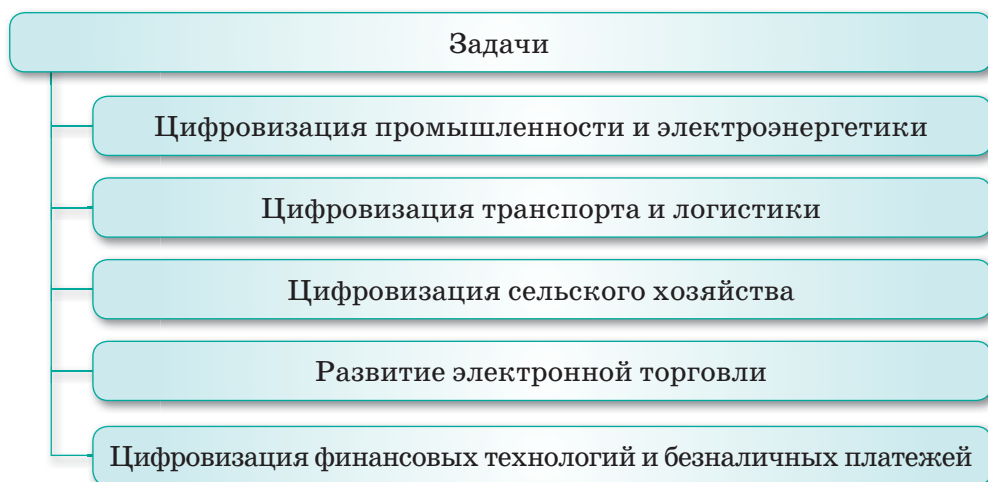 Задачи
Цифровизация промышленности и электроэнергетики
Цифровизация транспорта и логистики
Цифровизация сельского хозяйства
Развитие электронной торговли
Цифровизация финансовых технологий и безналичных платежей